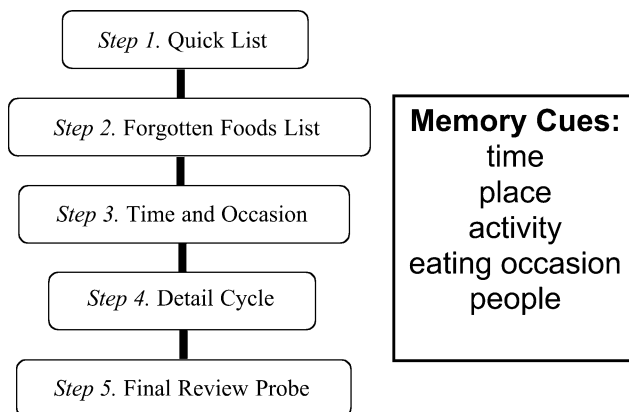 Step 1. Quick List
Step 2. Forgotten Foods List
Step 3. Time and Occasion
Step 4. Detail Cycle
Step 5. Final Review Probe
Memory Cues:
time
place
activity
eating occasion
people